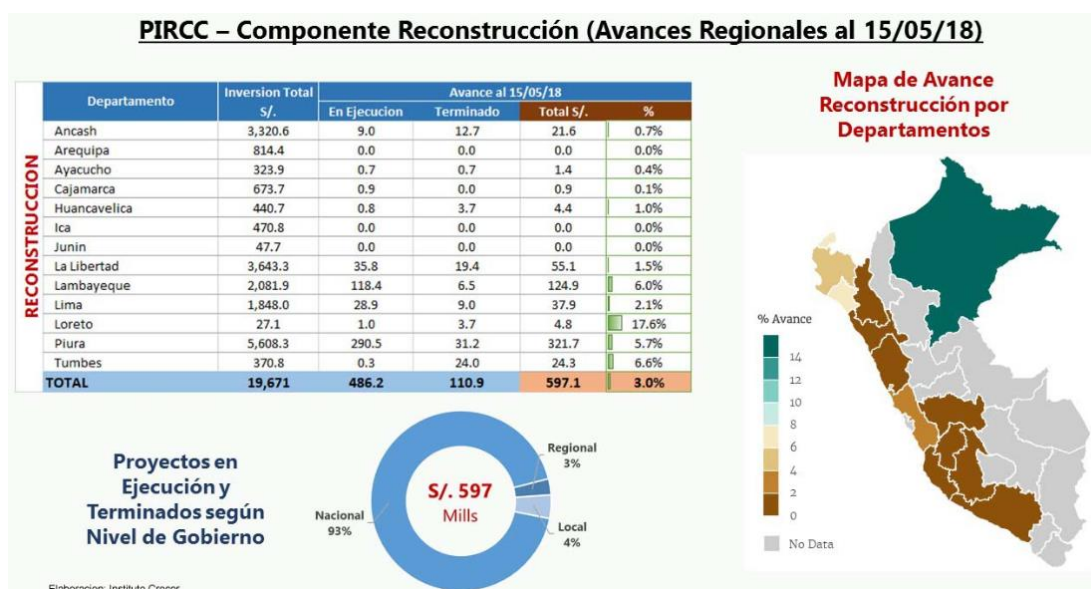 PIRCC – Componente Reconstrucción (Avances Regionales al 15/05/18)
RECONSTRUCCION
Departamento Inversion Total S/. Avance al 15/05/18
En Ejecucion Terminado Total S/. %
Ancash 3,320.6 9.0 12.7 21.6 0.7%
Arequipa 814.4 0.0 0.0 0.0 0.0%
Ayacucho 323.9 0.7 0.7 1.4 0.4%
Cajamarca 673.7 0.9 0.0 0.9 0.1%
Huancavelica 440.7 0.8 3.7 4.4 1.0%
Ica 470.8 0.0 0.0 0.0 0.0%
Junin 47.7 0.0 0.0 0.0 0.0%
La Libertad 3,643.3 35.8 19.4 55.1 1.5%
Lambayeque 2,081.9 118.4 6.5 124.9 6.0%
Lima 1,848.0 28.9 9.0 37.9 2.1%
Loreto 27.1 1.0 3.7 4.8 17.6%
Piura 5,608.3 290.5 31.2 321.7 5.7%
Tumbes 370.8 0.3 24.0 24.3 6.6%
TOTAL 19,671 486.2 110.9 597.1 3.0%
Mapa de Avance
Reconstrucción por
Departamentos
% Avance
14
12
10
8
6
4
2
0
No Data
Proyectos en
Ejecución y
Terminados según
Nivel de Gobierno
Nacional
93%
S/. 597
Mills
Regional
3%
Local
4%
Elaboracion: Instituto Crecer